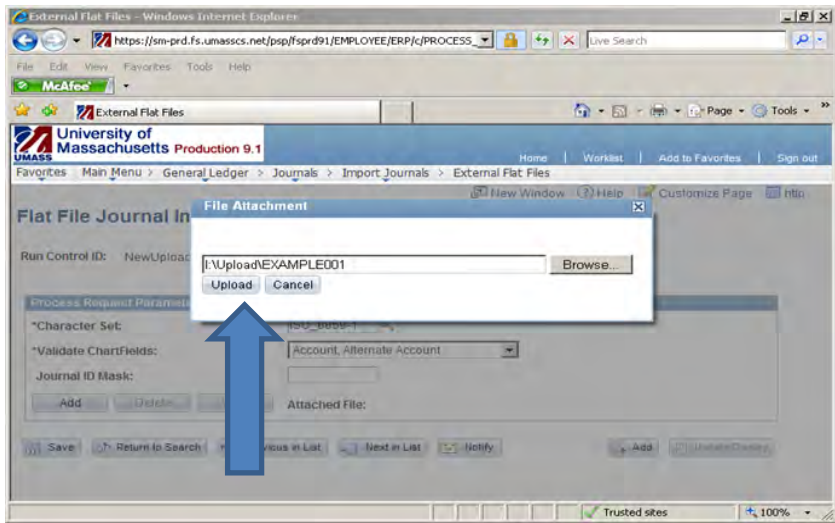 External Flat Files - Windows Internet Explorer
https://sm-prd.fs.umasscs.net/psp/fsprd91/EMPLOYEE/ERP/c/PROCESS_
Live Search
File Edit View Favorites Tools Help
McAfee
External Flat Files
Page Tools
University of
Massachusetts Production 9.1
UMASS
Home | Worklist | Add to Favorites | Sign out
Favorites Main Menu > General Ledger > Journals > Import Journals > External Flat Files
New Window Help Customize Page http
File Attachment
Flat File Journal
Run Control ID: NewUpload
I:\Upload\EXAMPLE001
Browse...
Upload Cancel
Process Request
*Character Set:
ISO_8859-1
*Validate ChartFields:
Account, Alternate Account
Journal ID Mask:
Add Delete
Attached File:
Save Return to Search in List Next in List Notify Add
Trusted sites
100%